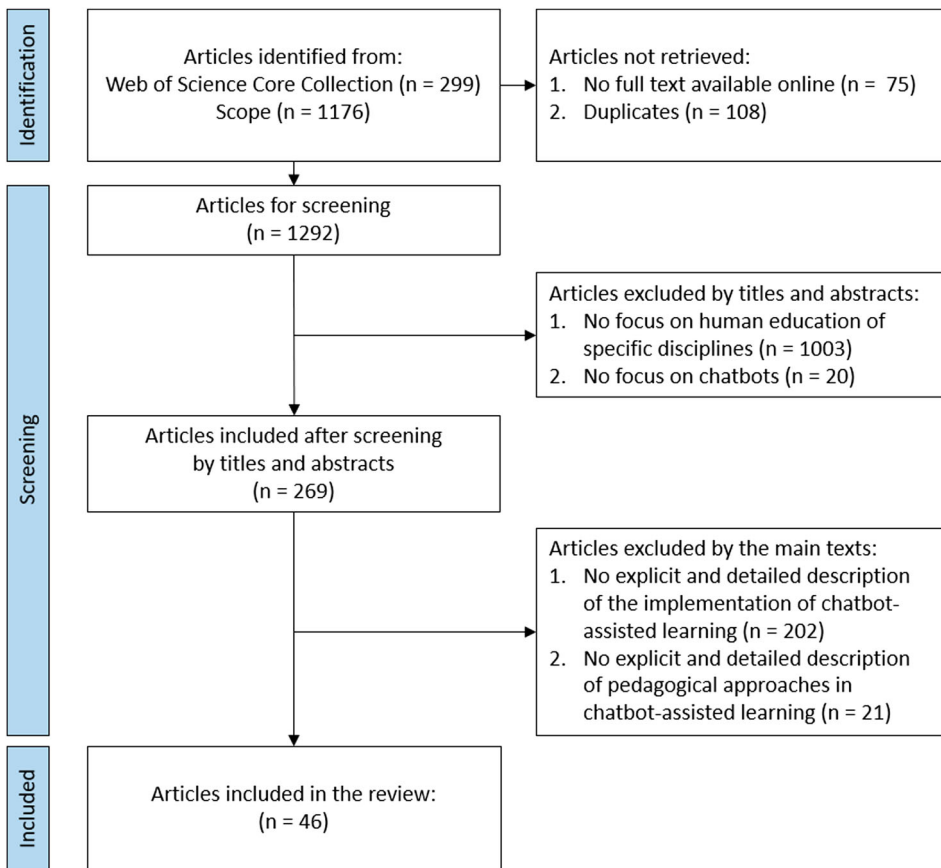 Identification
Articles identified from:
Web of Science Core Collection (n = 299)
Scope (n = 1176)
Articles not retrieved:
1. No full text available online (n = 75)
2. Duplicates (n = 108)
Screening
Articles for screening
(n = 1292)
Articles excluded by titles and abstracts:
1. No focus on human education of
specific disciplines (n = 1003)
2. No focus on chatbots (n = 20)
Articles included after screening
by titles and abstracts
(n = 269)
Articles excluded by the main texts:
1. No explicit and detailed description
of the implementation of chatbot-
assisted learning (n = 202)
2. No explicit and detailed description
of pedagogical approaches in
chatbot-assisted learning (n = 21)
Included
Articles included in the review:
(n = 46)